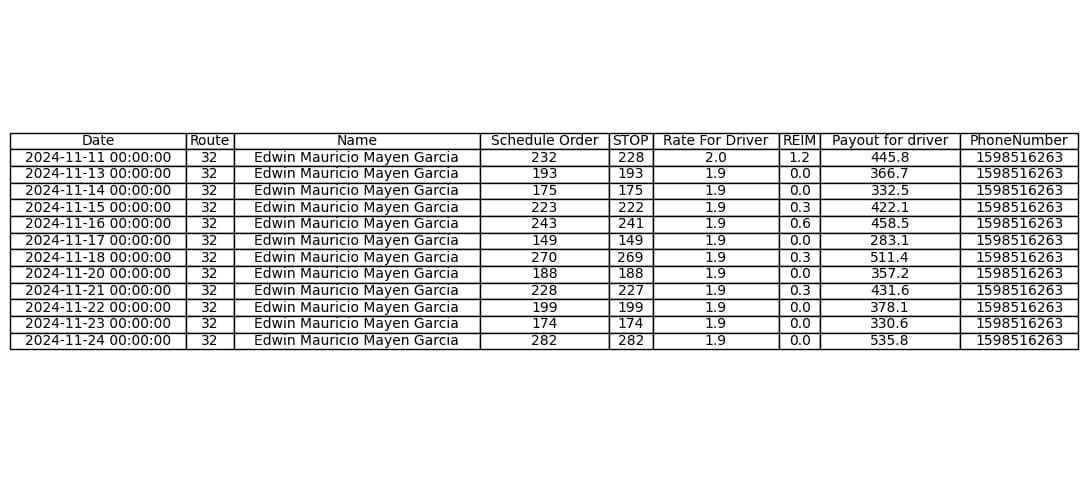 Date Route Name Schedule Order STOP Rate For Driver REIM Payout for driver PhoneNumber
2024-11-11 00:00:00 32 Edwin Mauricio Mayen Garcia 232 228 2.0 1.2 445.8 1598516263
2024-11-13 00:00:00 32 Edwin Mauricio Mayen Garcia 193 193 1.9 0.0 366.7 1598516263
2024-11-14 00:00:00 32 Edwin Mauricio Mayen Garcia 175 175 1.9 0.0 332.5 1598516263
2024-11-15 00:00:00 32 Edwin Mauricio Mayen Garcia 223 222 1.9 0.3 422.1 1598516263
2024-11-16 00:00:00 32 Edwin Mauricio Mayen Garcia 243 241 1.9 0.6 458.5 1598516263
2024-11-17 00:00:00 32 Edwin Mauricio Mayen Garcia 149 149 1.9 0.0 283.1 1598516263
2024-11-18 00:00:00 32 Edwin Mauricio Mayen Garcia 270 269 1.9 0.3 511.4 1598516263
2024-11-20 00:00:00 32 Edwin Mauricio Mayen Garcia 188 188 1.9 0.0 357.2 1598516263
2024-11-21 00:00:00 32 Edwin Mauricio Mayen Garcia 228 227 1.9 0.3 431.6 1598516263
2024-11-22 00:00:00 32 Edwin Mauricio Mayen Garcia 199 199 1.9 0.0 378.1 1598516263
2024-11-23 00:00:00 32 Edwin Mauricio Mayen Garcia 174 174 1.9 0.0 330.6 1598516263
2024-11-24 00:00:00 32 Edwin Mauricio Mayen Garcia 282 282 1.9 0.0 535.8 1598516263